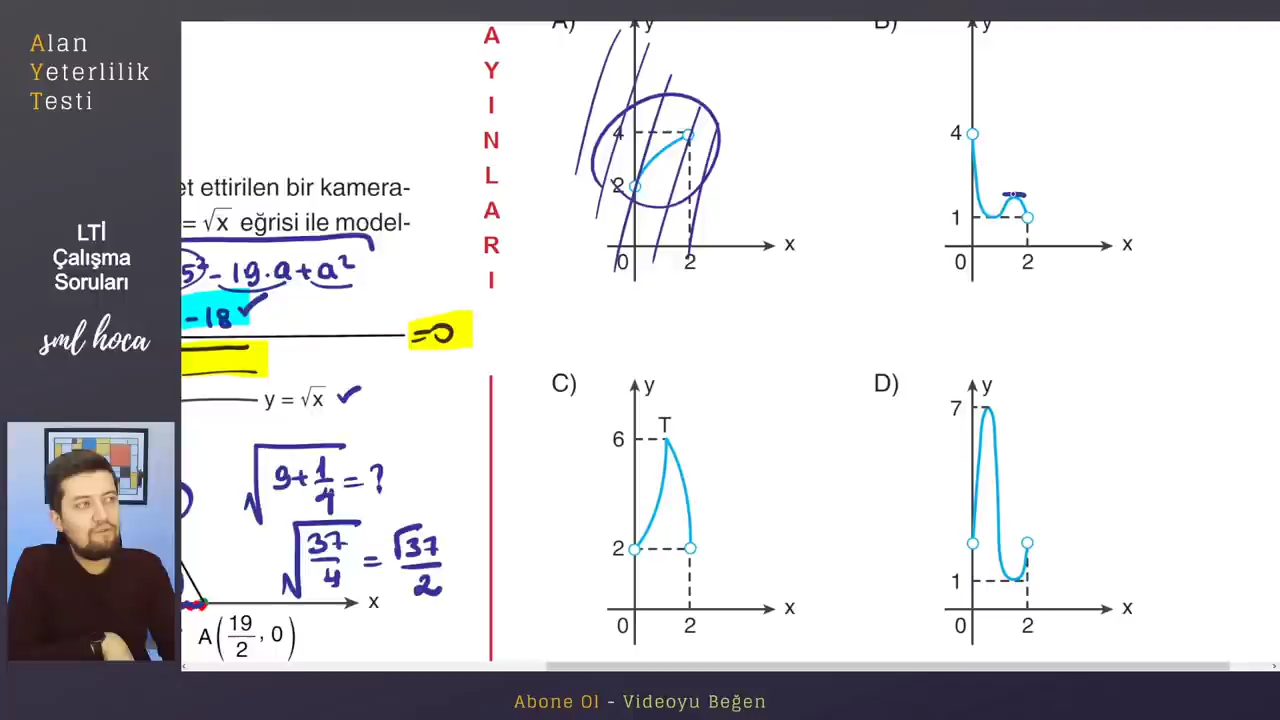 Alan
Yeterlilik
Testi
LTİ
Çalışma
Soruları
sml hoca
et ettirilen bir kamera-
= √x eğrisi ile model-
5² - 19.a + a²
- 18 ✓
= 0
y = √x ✓
√(9 + 1/4) = ?
√(37/4) = √37/2
x
A(19/2, 0)
A
Y
I
N
L
A
R
I
A)
y
4
2
0
2
x
B)
y
4
1
0
2
x
C)
y
T
6
2
0
2
x
D)
y
7
1
0
2
x
Abone Ol - Videoyu Beğen